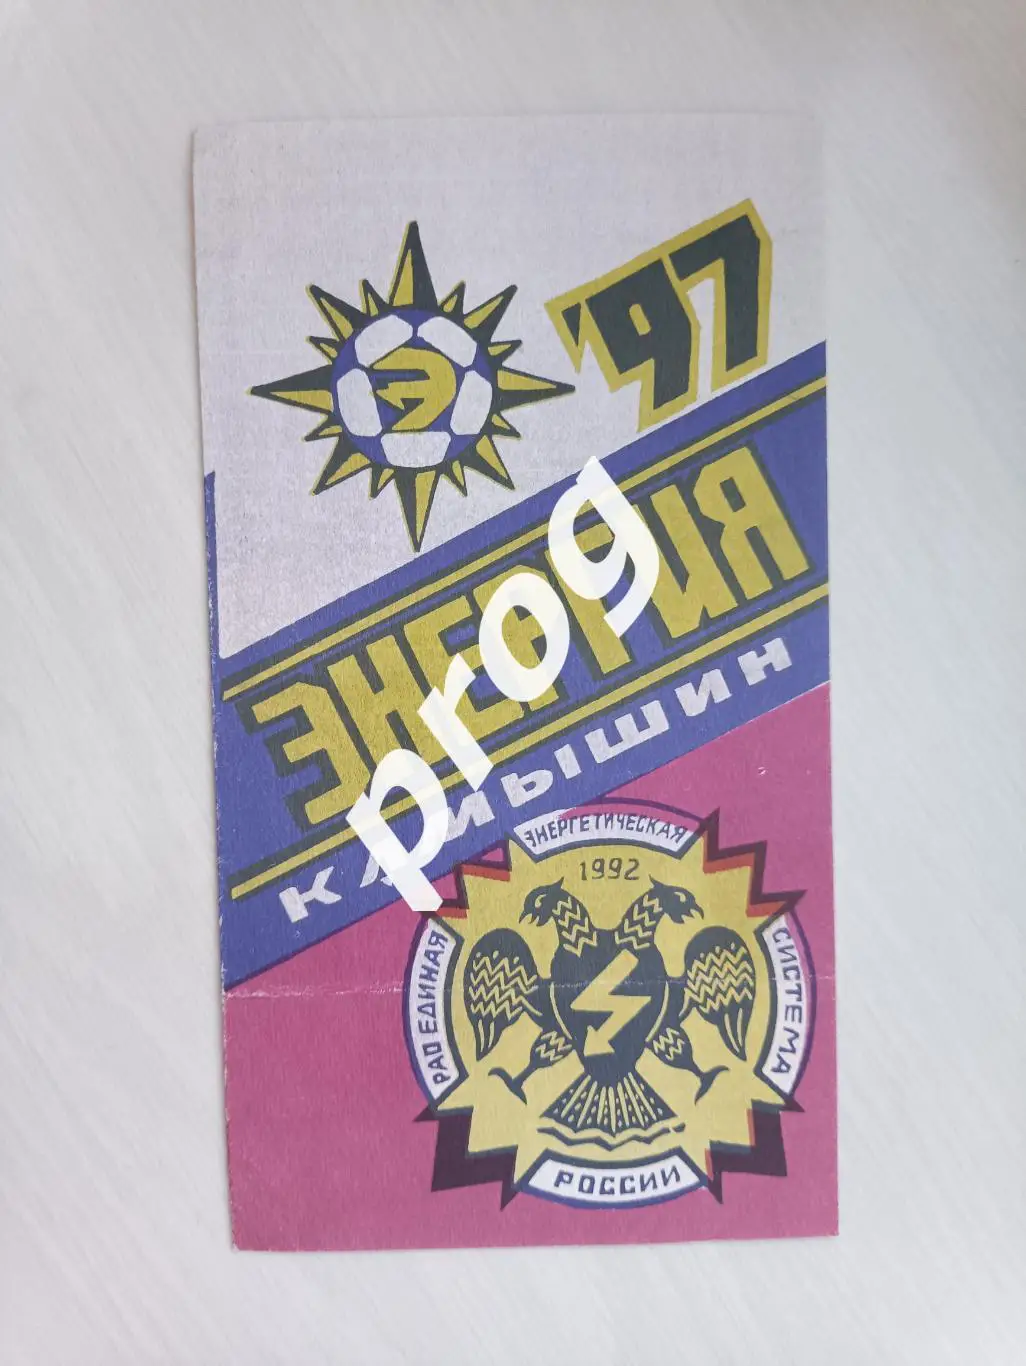 '97
Э
ЭНЕРГИЯ
КАМЫШИН
prog
ЭНЕРГЕТИЧЕСКАЯ
1992
РАО ЕДИНАЯ
СИСТЕМА
РОССИИ